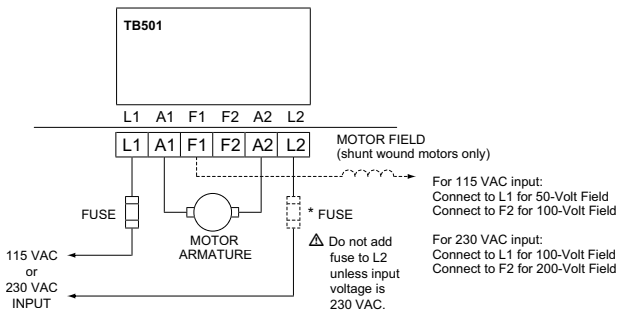 TB501
L1 A1 F1 F2 A2 L2
L1 A1 F1 F2 A2 L2
MOTOR FIELD
(shunt wound motors only)
For 115 VAC input:
Connect to L1 for 50-Volt Field
Connect to F2 for 100-Volt Field
For 230 VAC input:
Connect to L1 for 100-Volt Field
Connect to F2 for 200-Volt Field
FUSE
MOTOR
ARMATURE
* FUSE
⚠ Do not add
fuse to L2
unless input
voltage is
230 VAC.
115 VAC
or
230 VAC
INPUT